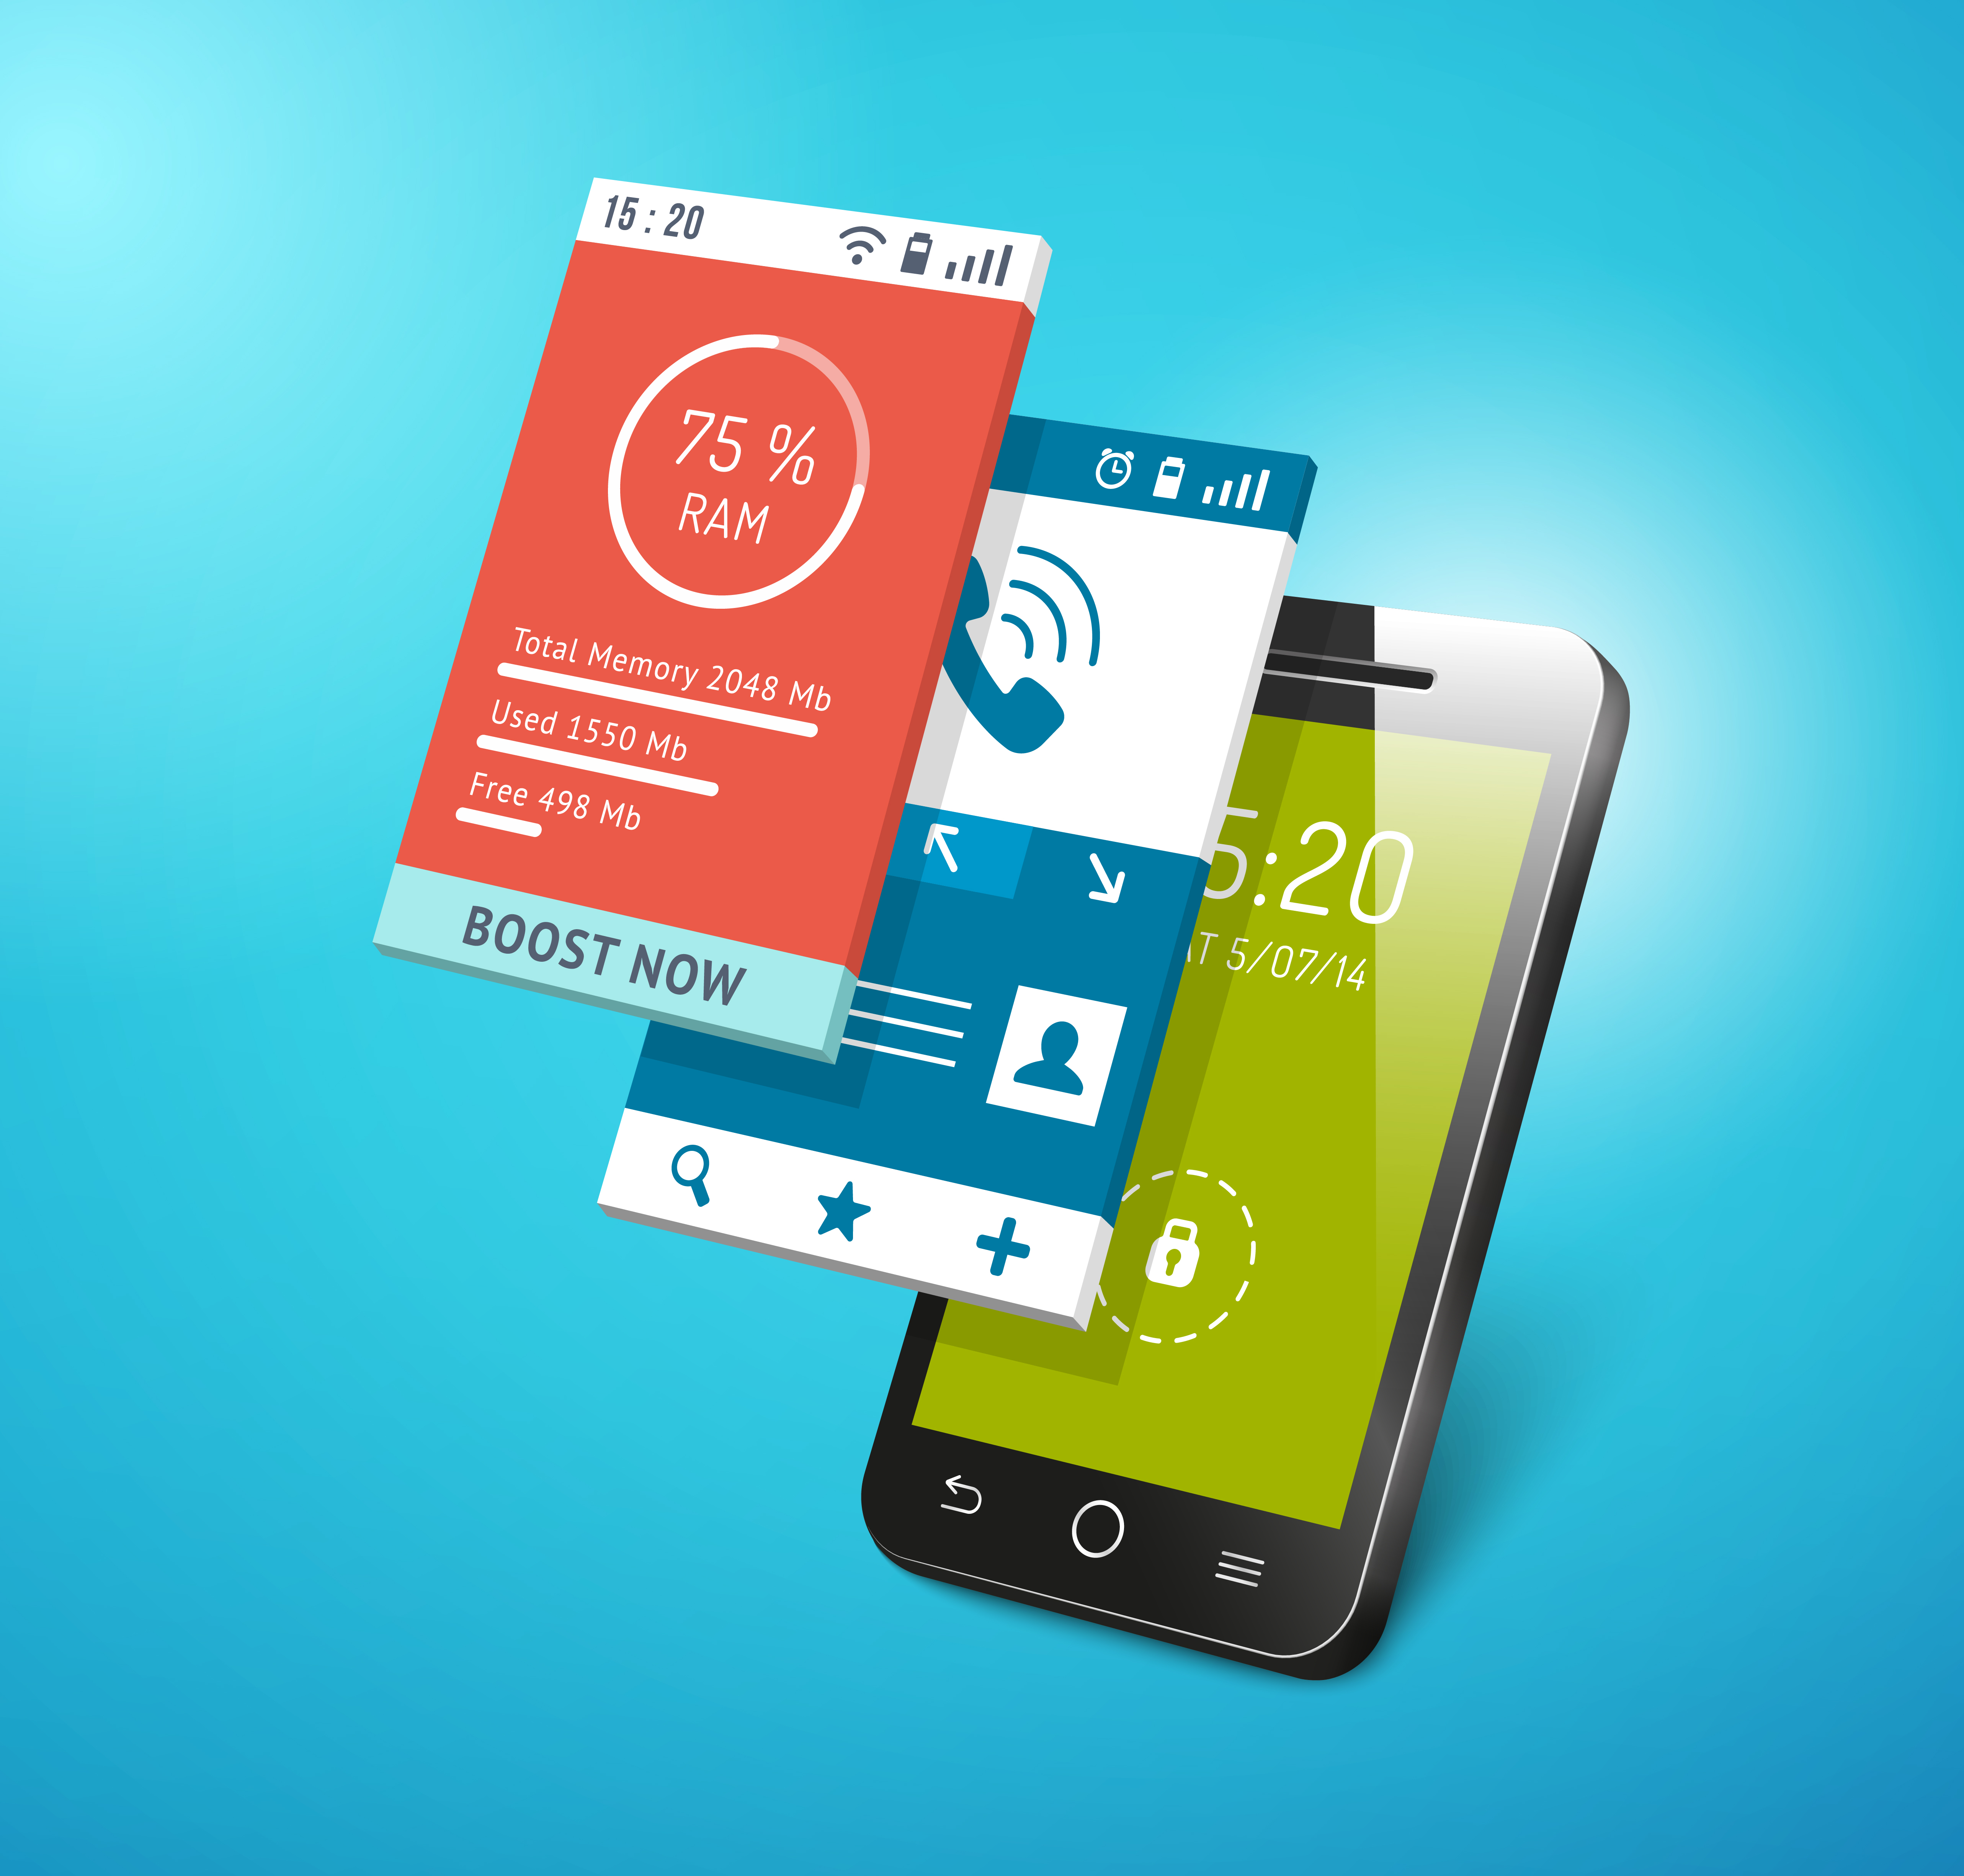 15 : 20
75 %
RAM
Total Memory 2048 Mb
Used 1550 Mb
Free 498 Mb
BOOST NOW
5:20
T 5/07/14